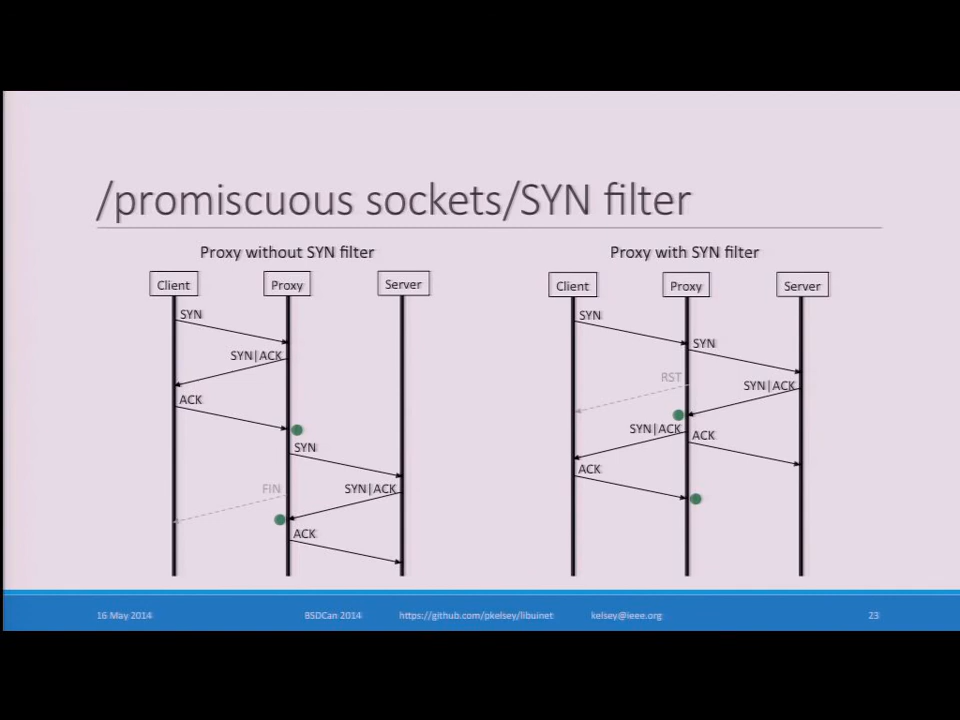 /promiscuous sockets/SYN filter
Proxy without SYN filter
Client
Proxy
Server
SYN
SYN|ACK
ACK
SYN
FIN
SYN|ACK
ACK
Proxy with SYN filter
Client
Proxy
Server
SYN
SYN
RST
SYN|ACK
SYN|ACK
ACK
ACK
16 May 2014
BSDCan 2014
https://github.com/pkelsey/libuinet
kelsey@ieee.org
23